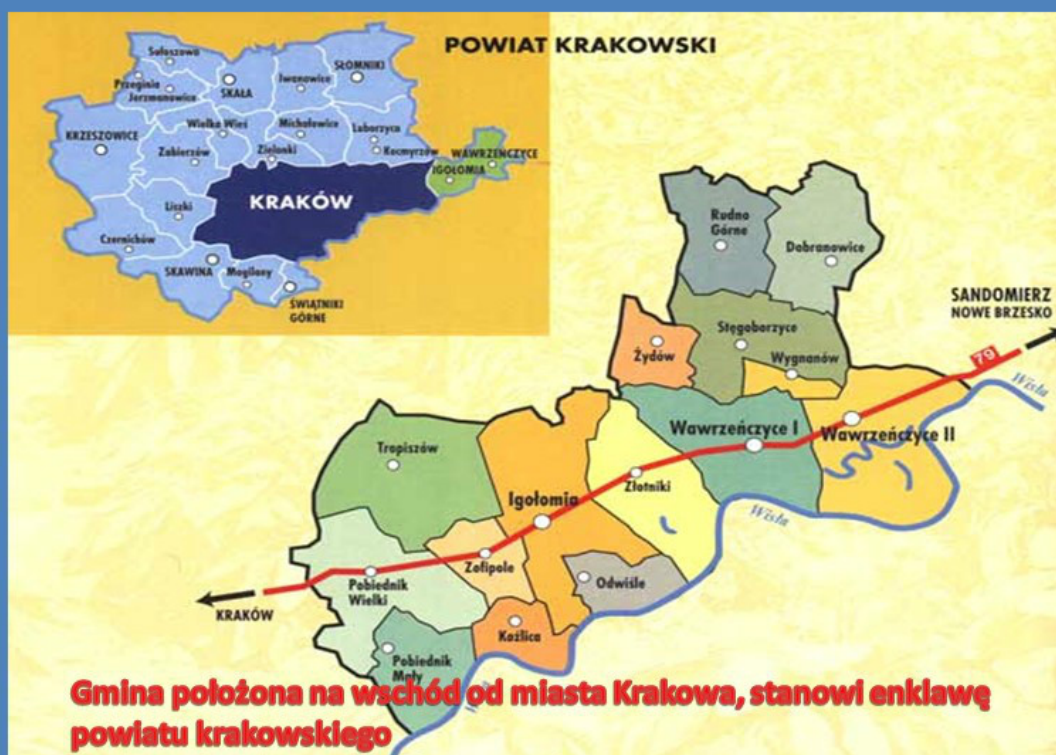 POWIAT KRAKOWSKI
Sułoszowa
Przeginia
Jerzmanowice
SKAŁA
Iwanowice
SŁOMNIKI
KRZESZOWICE
Wielka Wieś
Michałowice
Luborzyca
Kocmyrzów
Zabierzów
Zielonki
WAWRZEŃCZYCE
IGOŁOMIA
KRAKÓW
Liczki
Czernichów
SKAWINA
Mogilany
ŚWIĄTNIKI
GÓRNE
Rudno
Górne
Dobranowice
SANDOMIERZ
NOWE BRZESKO
Stęgoborzyce
Żydów
Wygnanów
79
Wisła
Wawrzeńczyce I
Wawrzeńczyce II
Tropiszów
Złotniki
Igołomia
Wisła
Zofipole
Pobiednik
Wielki
Odwiśle
KRAKÓW
Koźlica
Pobiednik
Mały
Gmina położona na wschód od miasta Krakowa, stanowi enklawę
powiatu krakowskiego